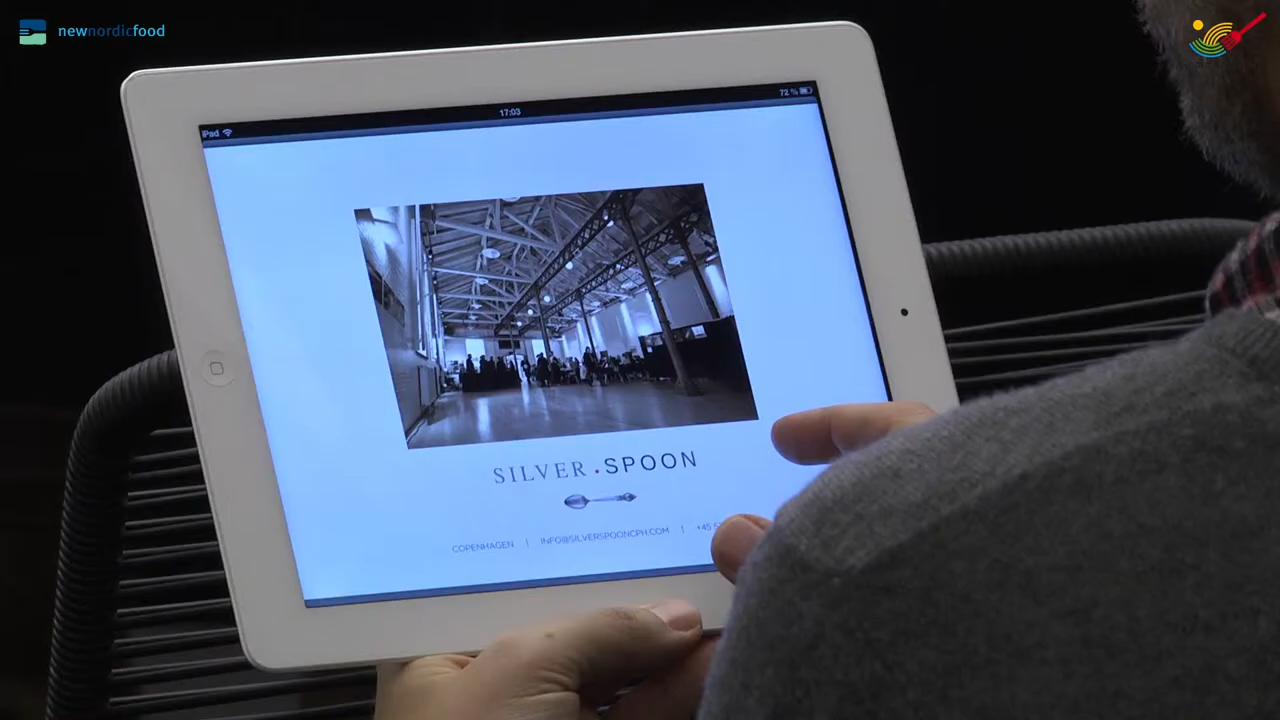 newnordicfood
iPad
17:03
72 %
SILVER.SPOON
COPENHAGEN | INFO@SILVERSPOONCPH.COM | +45